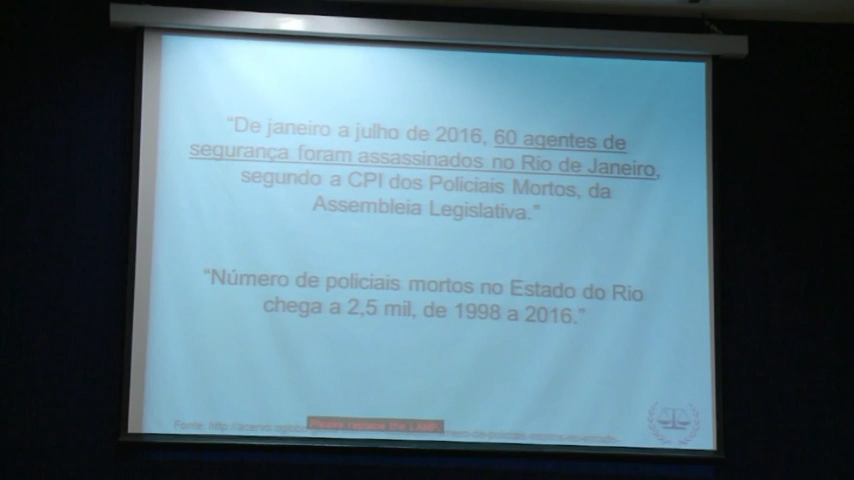 “De janeiro a julho de 2016, 60 agentes de
segurança foram assassinados no Rio de Janeiro,
segundo a CPI dos Policiais Mortos, da
Assembleia Legislativa.”
“Número de policiais mortos no Estado do Rio
chega a 2,5 mil, de 1998 a 2016.”
Please replace the LAMP.
Fonte: